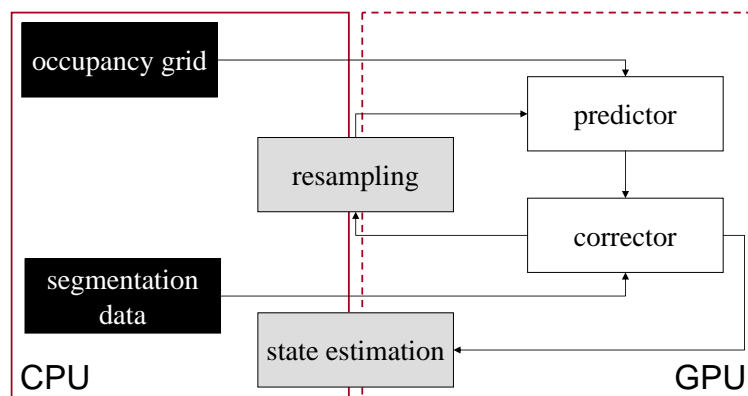 occupancy grid
predictor
resampling
corrector
segmentation
data
state estimation
CPU
GPU